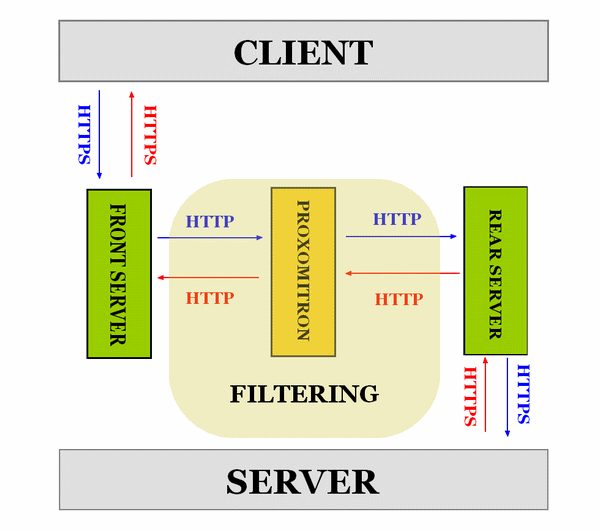 CLIENT
HTTPS
HTTPS
FRONT SERVER
HTTP
HTTP
PROXOMITRON
HTTP
HTTP
REAR SERVER
FILTERING
HTTPS
HTTPS
SERVER